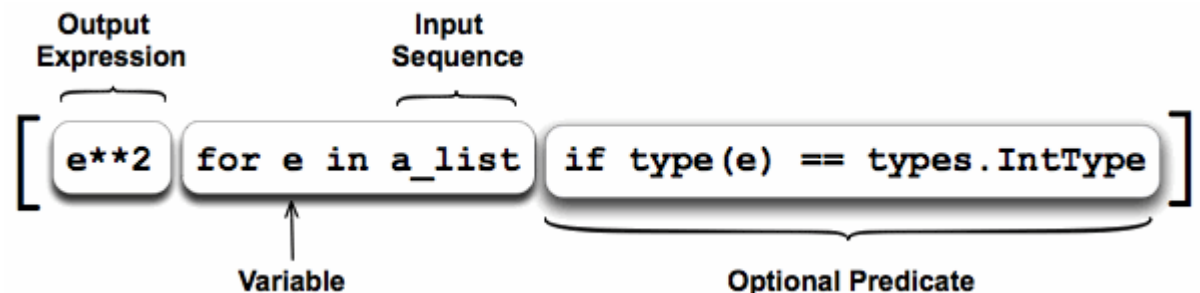 Output
Expression
Input
Sequence
[ e**2 for e in a_list if type(e) == types.IntType ]
Variable
Optional Predicate